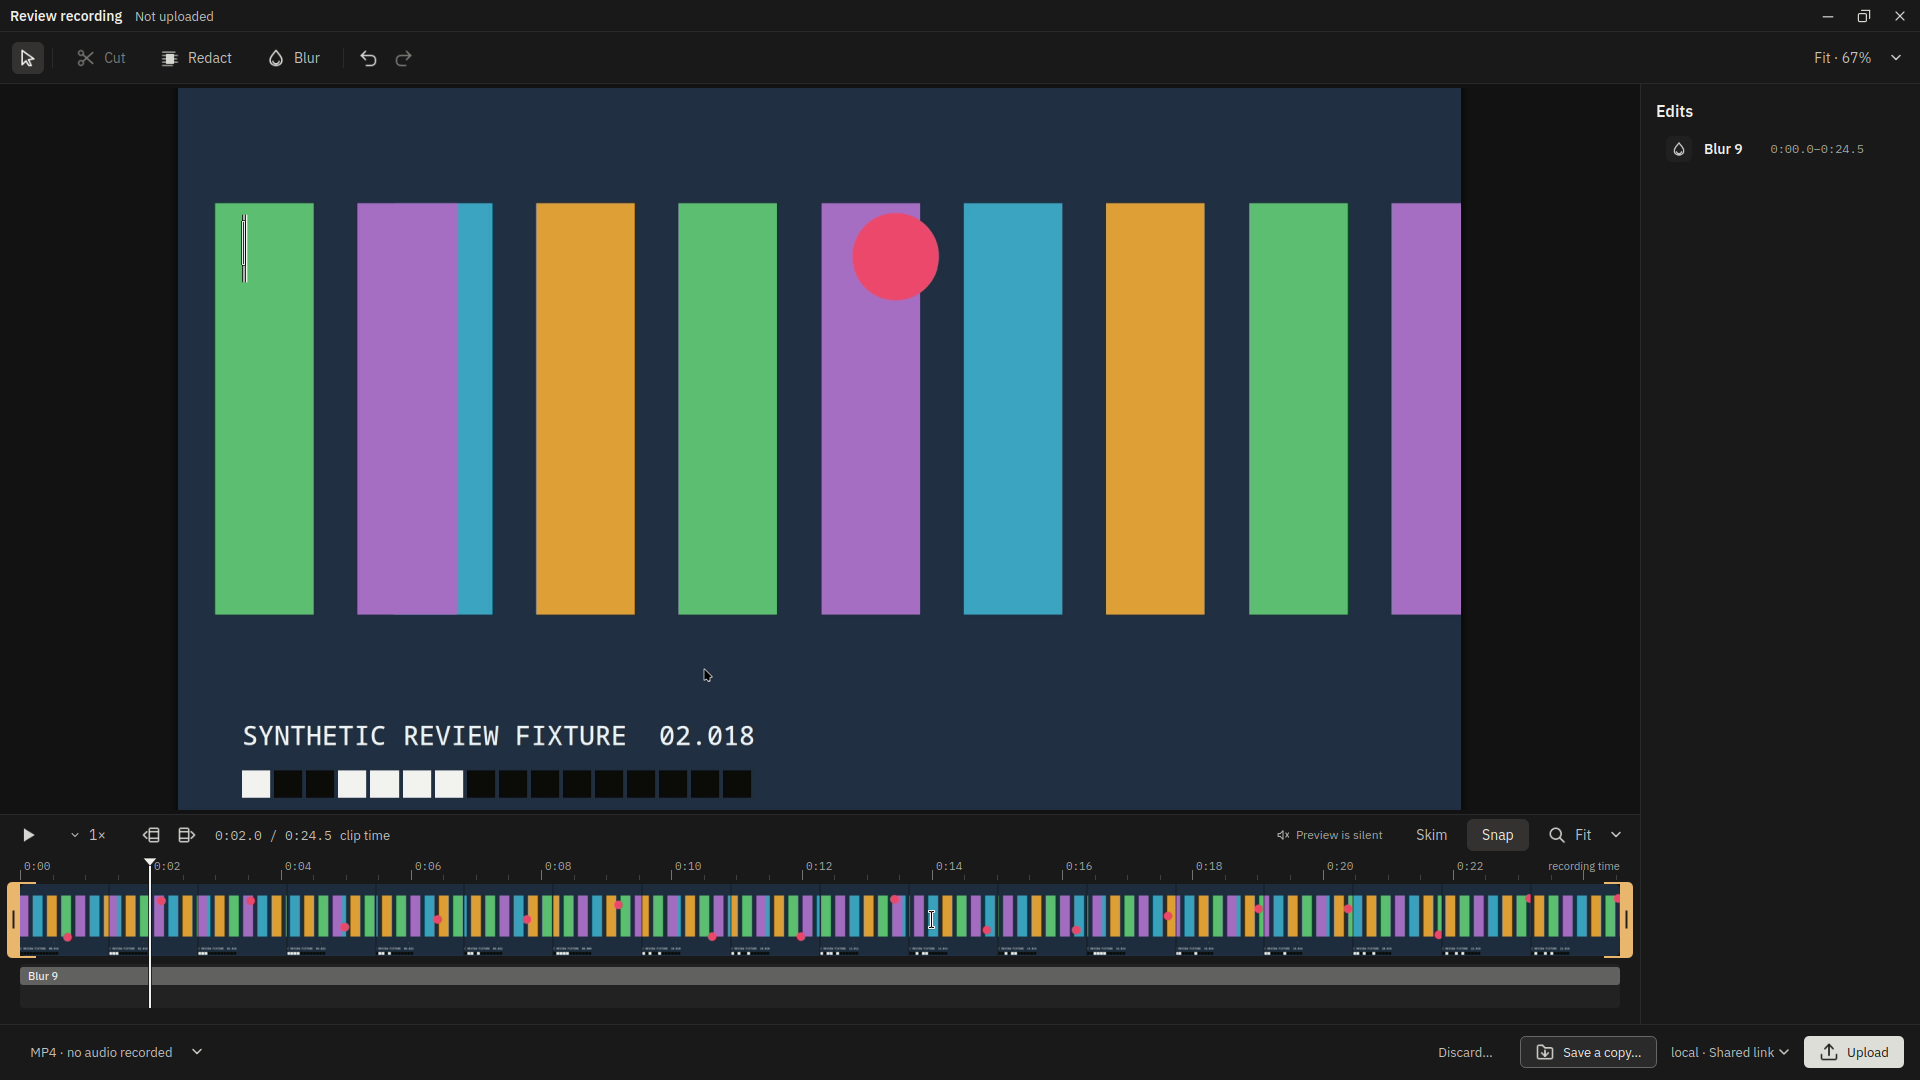 Review recording Not uploaded
Cut Redact Blur Fit · 67%
Edits
Blur 9 0:00.0–0:24.5
SYNTHETIC REVIEW FIXTURE 02.018
1× 0:02.0 / 0:24.5 clip time Preview is silent Skim Snap Fit
0:00 0:02 0:04 0:06 0:08 0:10 0:12 0:14 0:16 0:18 0:20 0:22 recording time
Blur 9
MP4 · no audio recorded Discard... Save a copy... local · Shared link Upload